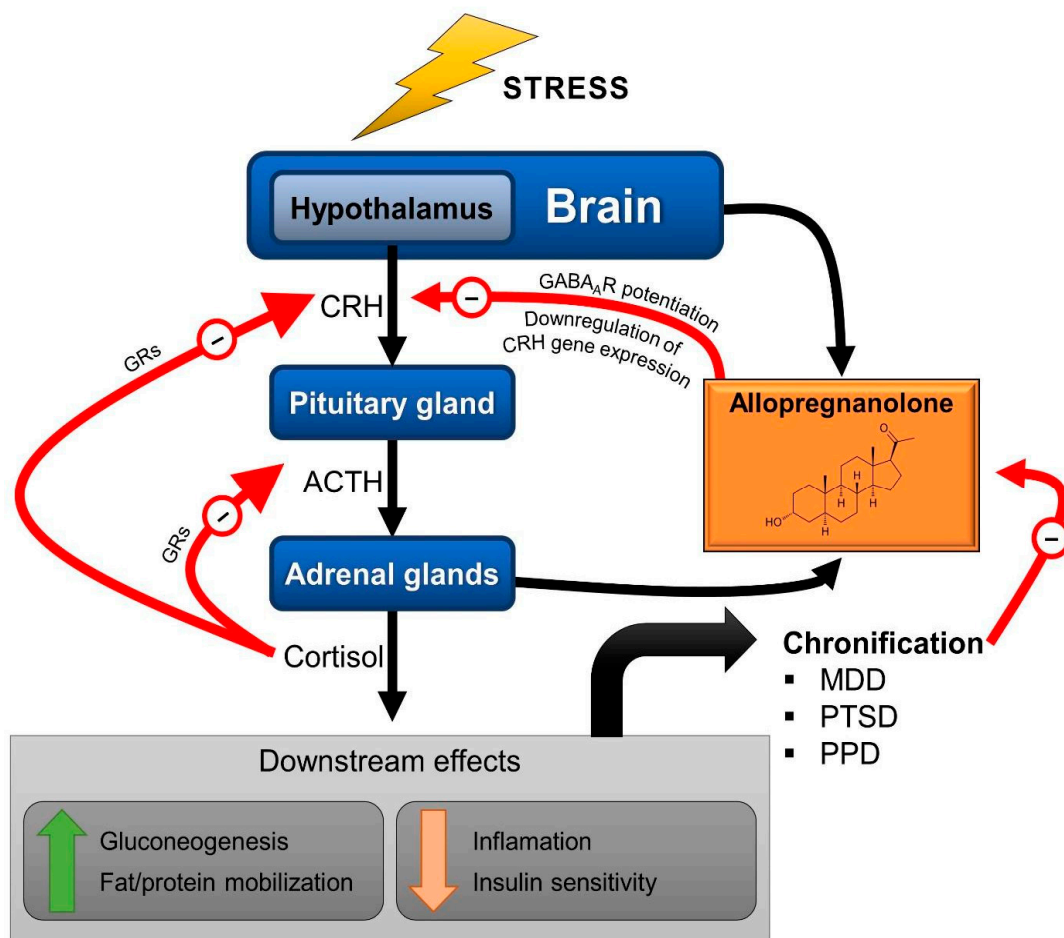 STRESS
Hypothalamus
Brain
CRH
GABAAR potentiation
Downregulation of
CRH gene expression
GRs
Pituitary gland
Allopregnanolone
O
H
H
H
HO
H
ACTH
GRs
Adrenal glands
Cortisol
Chronification
▪ MDD
▪ PTSD
▪ PPD
Downstream effects
Gluconeogenesis
Fat/protein mobilization
Inflamation
Insulin sensitivity